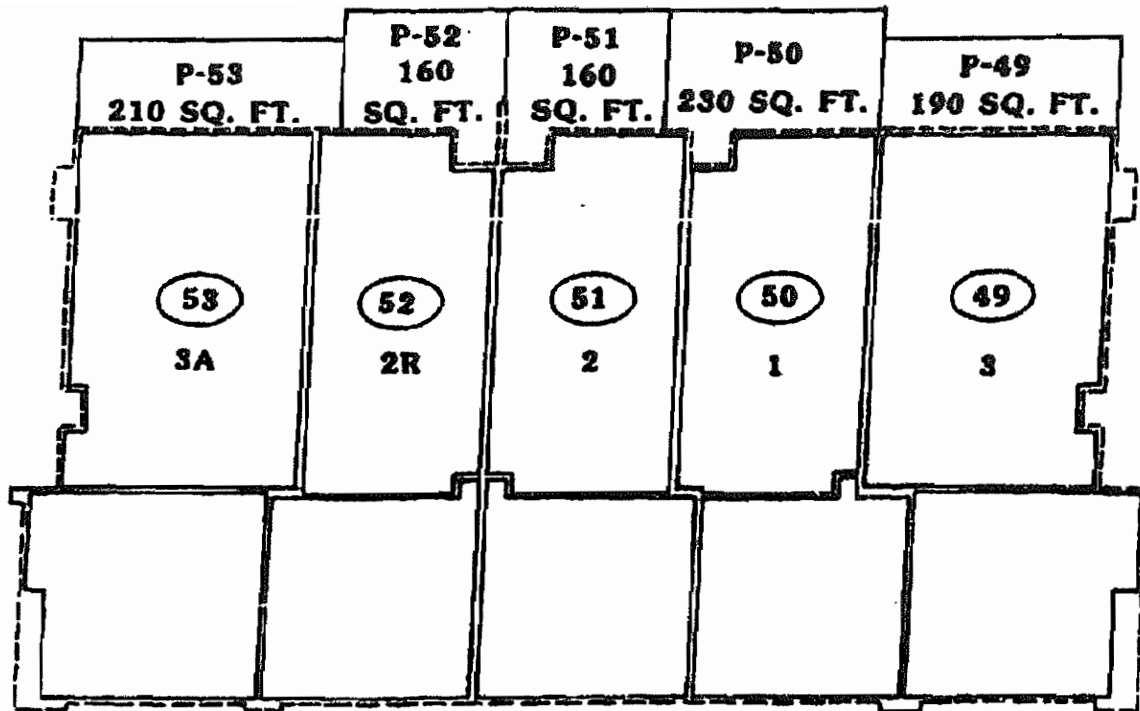 P-53
210 SQ. FT.
P-52
160
SQ. FT.
P-51
160
SQ. FT.
P-50
230 SQ. FT.
P-49
190 SQ. FT.
53
3A
52
2R
51
2
50
1
49
3